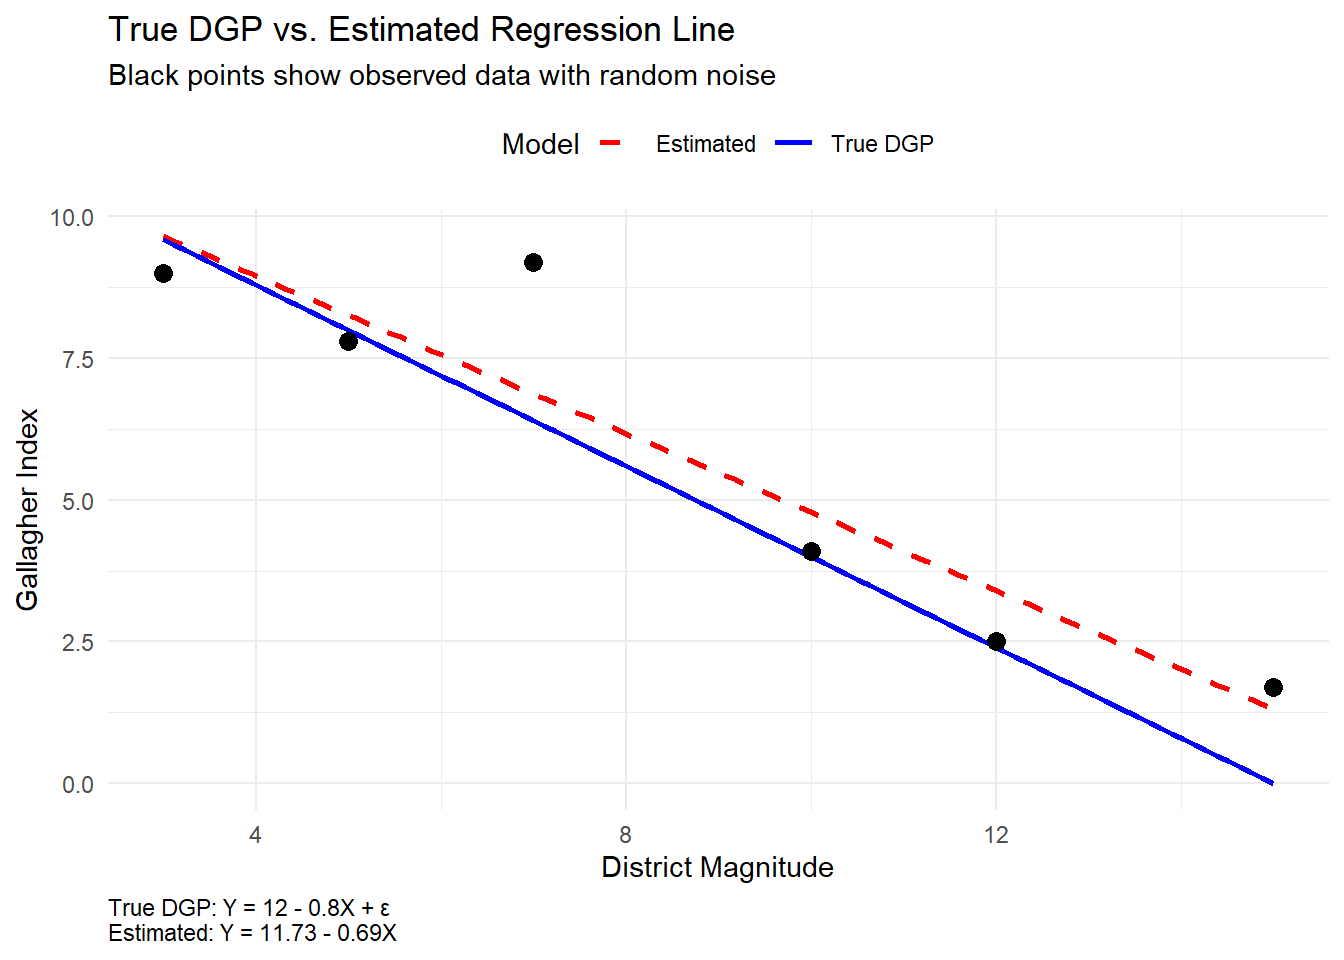 True DGP vs. Estimated Regression Line
Black points show observed data with random noise
Model Estimated True DGP
10.0
7.5
5.0
2.5
0.0
Gallagher Index
4 8 12
District Magnitude
True DGP: Y = 12 - 0.8X + ε
Estimated: Y = 11.73 - 0.69X